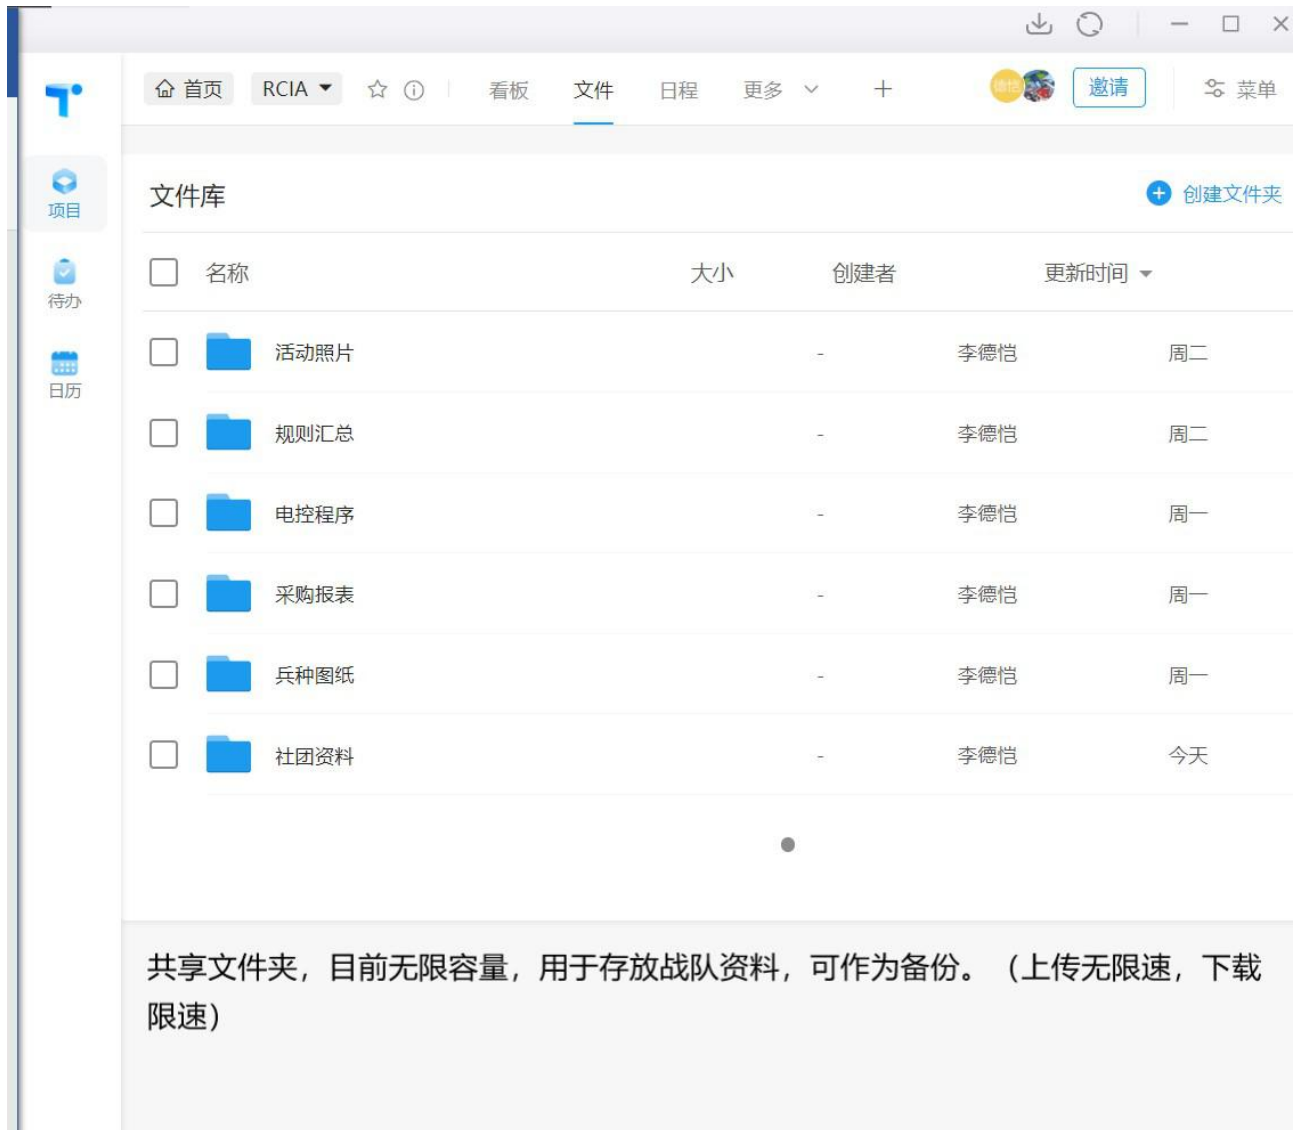 首页 RCIA 看板 文件 日程 更多 德恺 邀请 菜单
项目
待办
日历
文件库 创建文件夹
名称 大小 创建者 更新时间
活动照片 - 李德恺 周二
规则汇总 - 李德恺 周二
电控程序 - 李德恺 周一
采购报表 - 李德恺 周一
兵种图纸 - 李德恺 周一
社团资料 - 李德恺 今天
共享文件夹，目前无限容量，用于存放战队资料，可作为备份。（上传无限速，下载
限速）